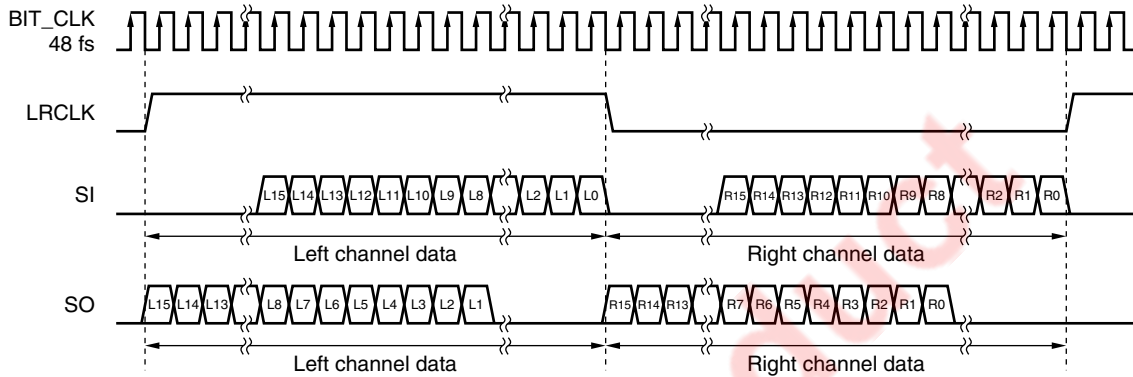 BIT_CLK
48 fs
LRCLK
SI
L15 L14 L13 L12 L11 L10 L9 L8 L2 L1 L0 R15 R14 R13 R12 R11 R10 R9 R8 R2 R1 R0
Left channel data Right channel data
SO
L15 L14 L13 L8 L7 L6 L5 L4 L3 L2 L1 R15 R14 R13 R7 R6 R5 R4 R3 R2 R1 R0
Left channel data Right channel data
duct